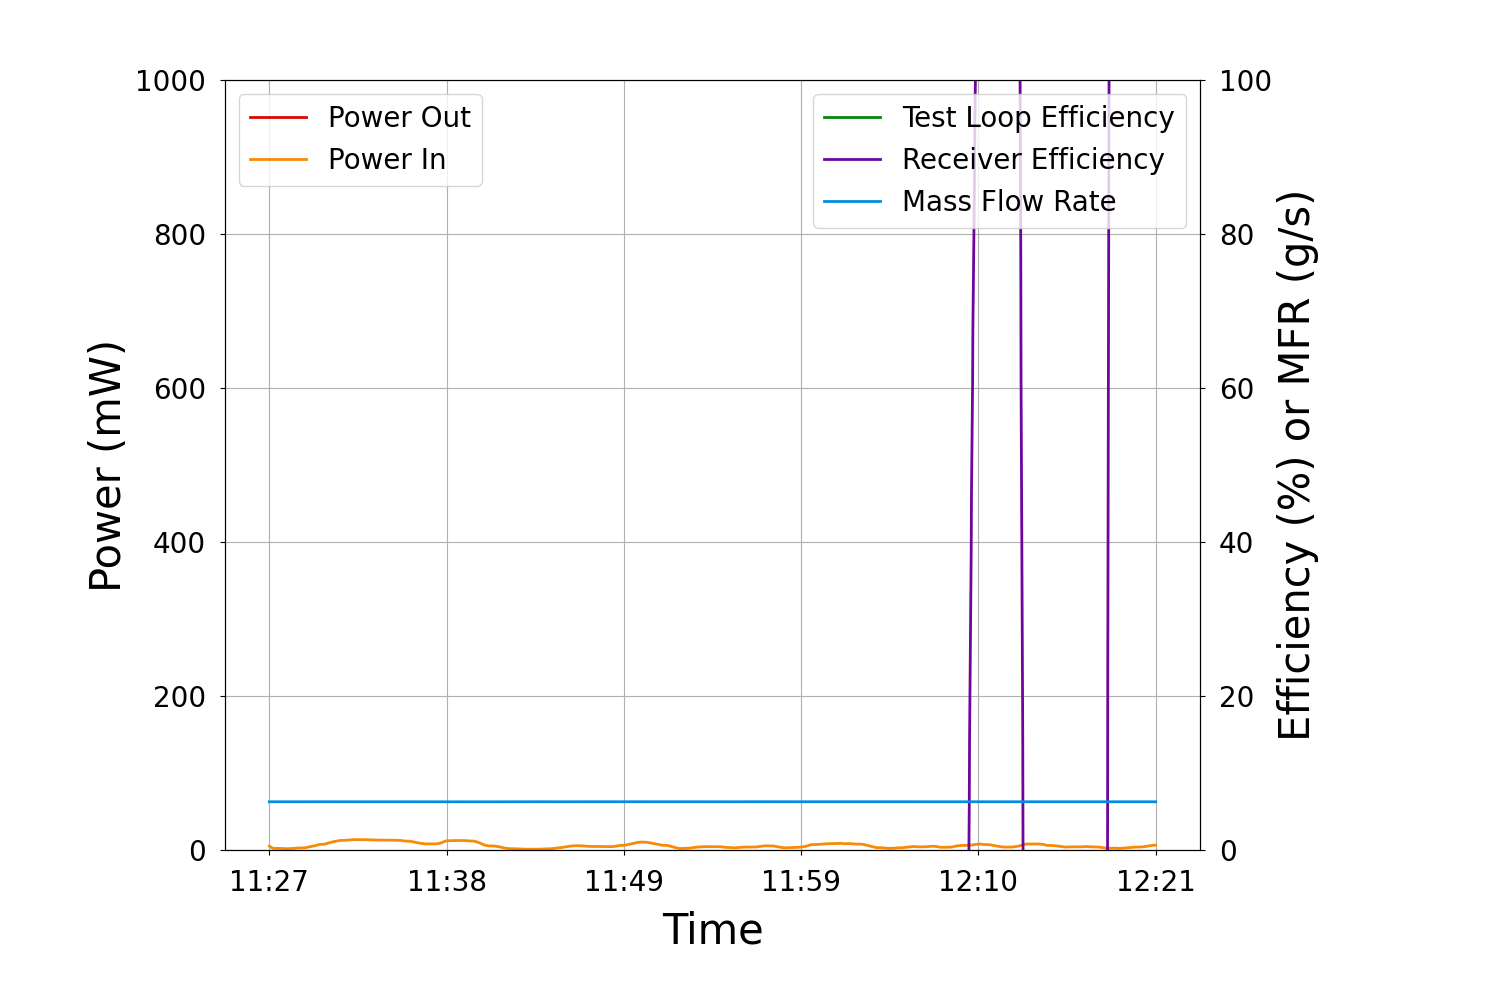 1000
800
600
400
200
0
Power (mW)
Power Out
Power In
Test Loop Efficiency
Receiver Efficiency
Mass Flow Rate
100
80
60
40
20
0
Efficiency (%) or MFR (g/s)
11:27 11:38 11:49 11:59 12:10 12:21
Time